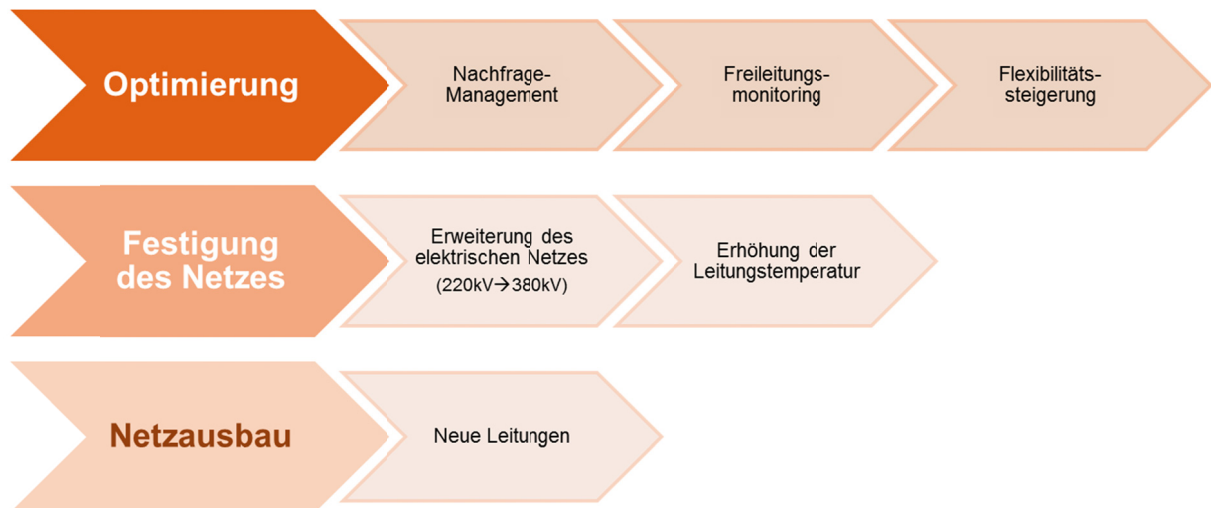 Optimierung
Nachfrage-
Management
Freileitungs-
monitoring
Flexibilitäts-
steigerung
Festigung
des Netzes
Erweiterung des
elektrischen Netzes
(220kV→380kV)
Erhöhung der
Leitungstemperatur
Netzausbau
Neue Leitungen